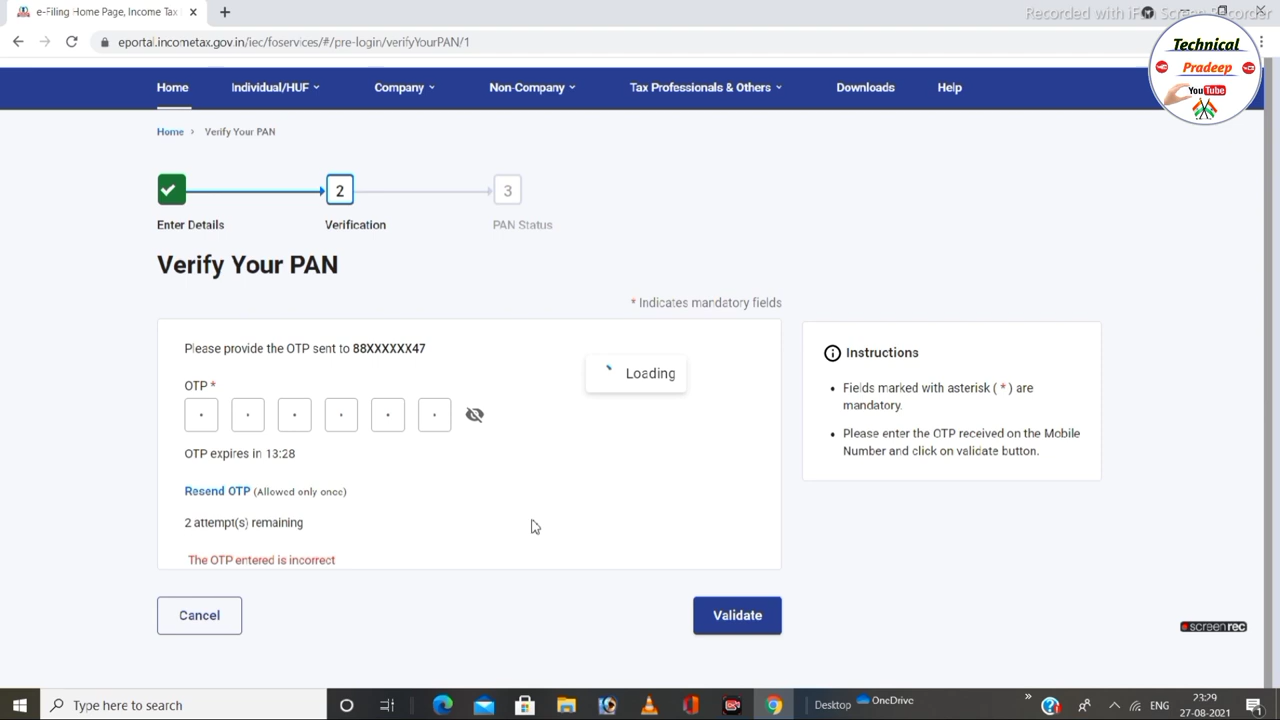 e-Filing Home Page, Income Tax
Recorded with iFun Screen Recorder
eportal.incometax.gov.in/iec/foservices/#/pre-login/verifyYourPAN/1
Technical
Pradeep
YouTube
Home Individual/HUF Company Non-Company Tax Professionals & Others Downloads Help
Home > Verify Your PAN
2 3
Enter Details Verification PAN Status
Verify Your PAN
* Indicates mandatory fields
Please provide the OTP sent to 88XXXXXX47
Loading
OTP *
OTP expires in 13:28
Resend OTP (Allowed only once)
2 attempt(s) remaining
The OTP entered is incorrect
Instructions
• Fields marked with asterisk ( * ) are
mandatory.
• Please enter the OTP received on the Mobile
Number and click on validate button.
Cancel Validate
screenrec
Type here to search
Desktop OneDrive
ENG
23:29
27-08-2021